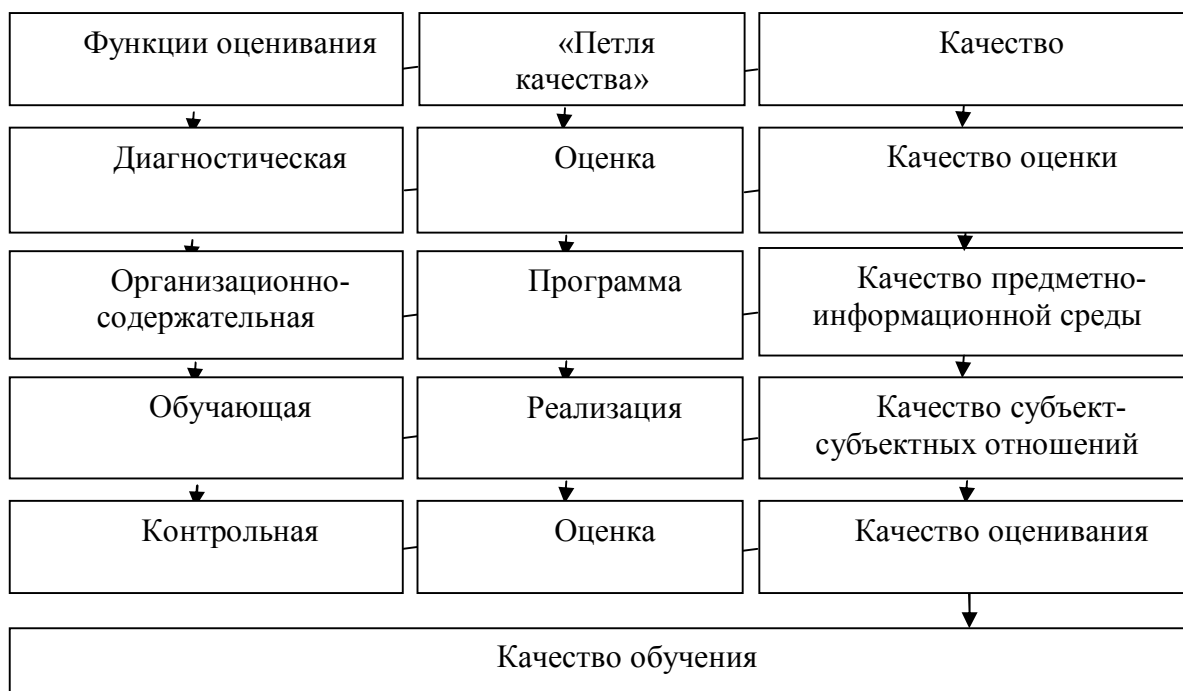 Функции оценивания
«Петля
качества»
Качество
Диагностическая
Оценка
Качество оценки
Организационно-
содержательная
Программа
Качество предметно-
информационной среды
Обучающая
Реализация
Качество субъект-
субъектных отношений
Контрольная
Оценка
Качество оценивания
Качество обучения